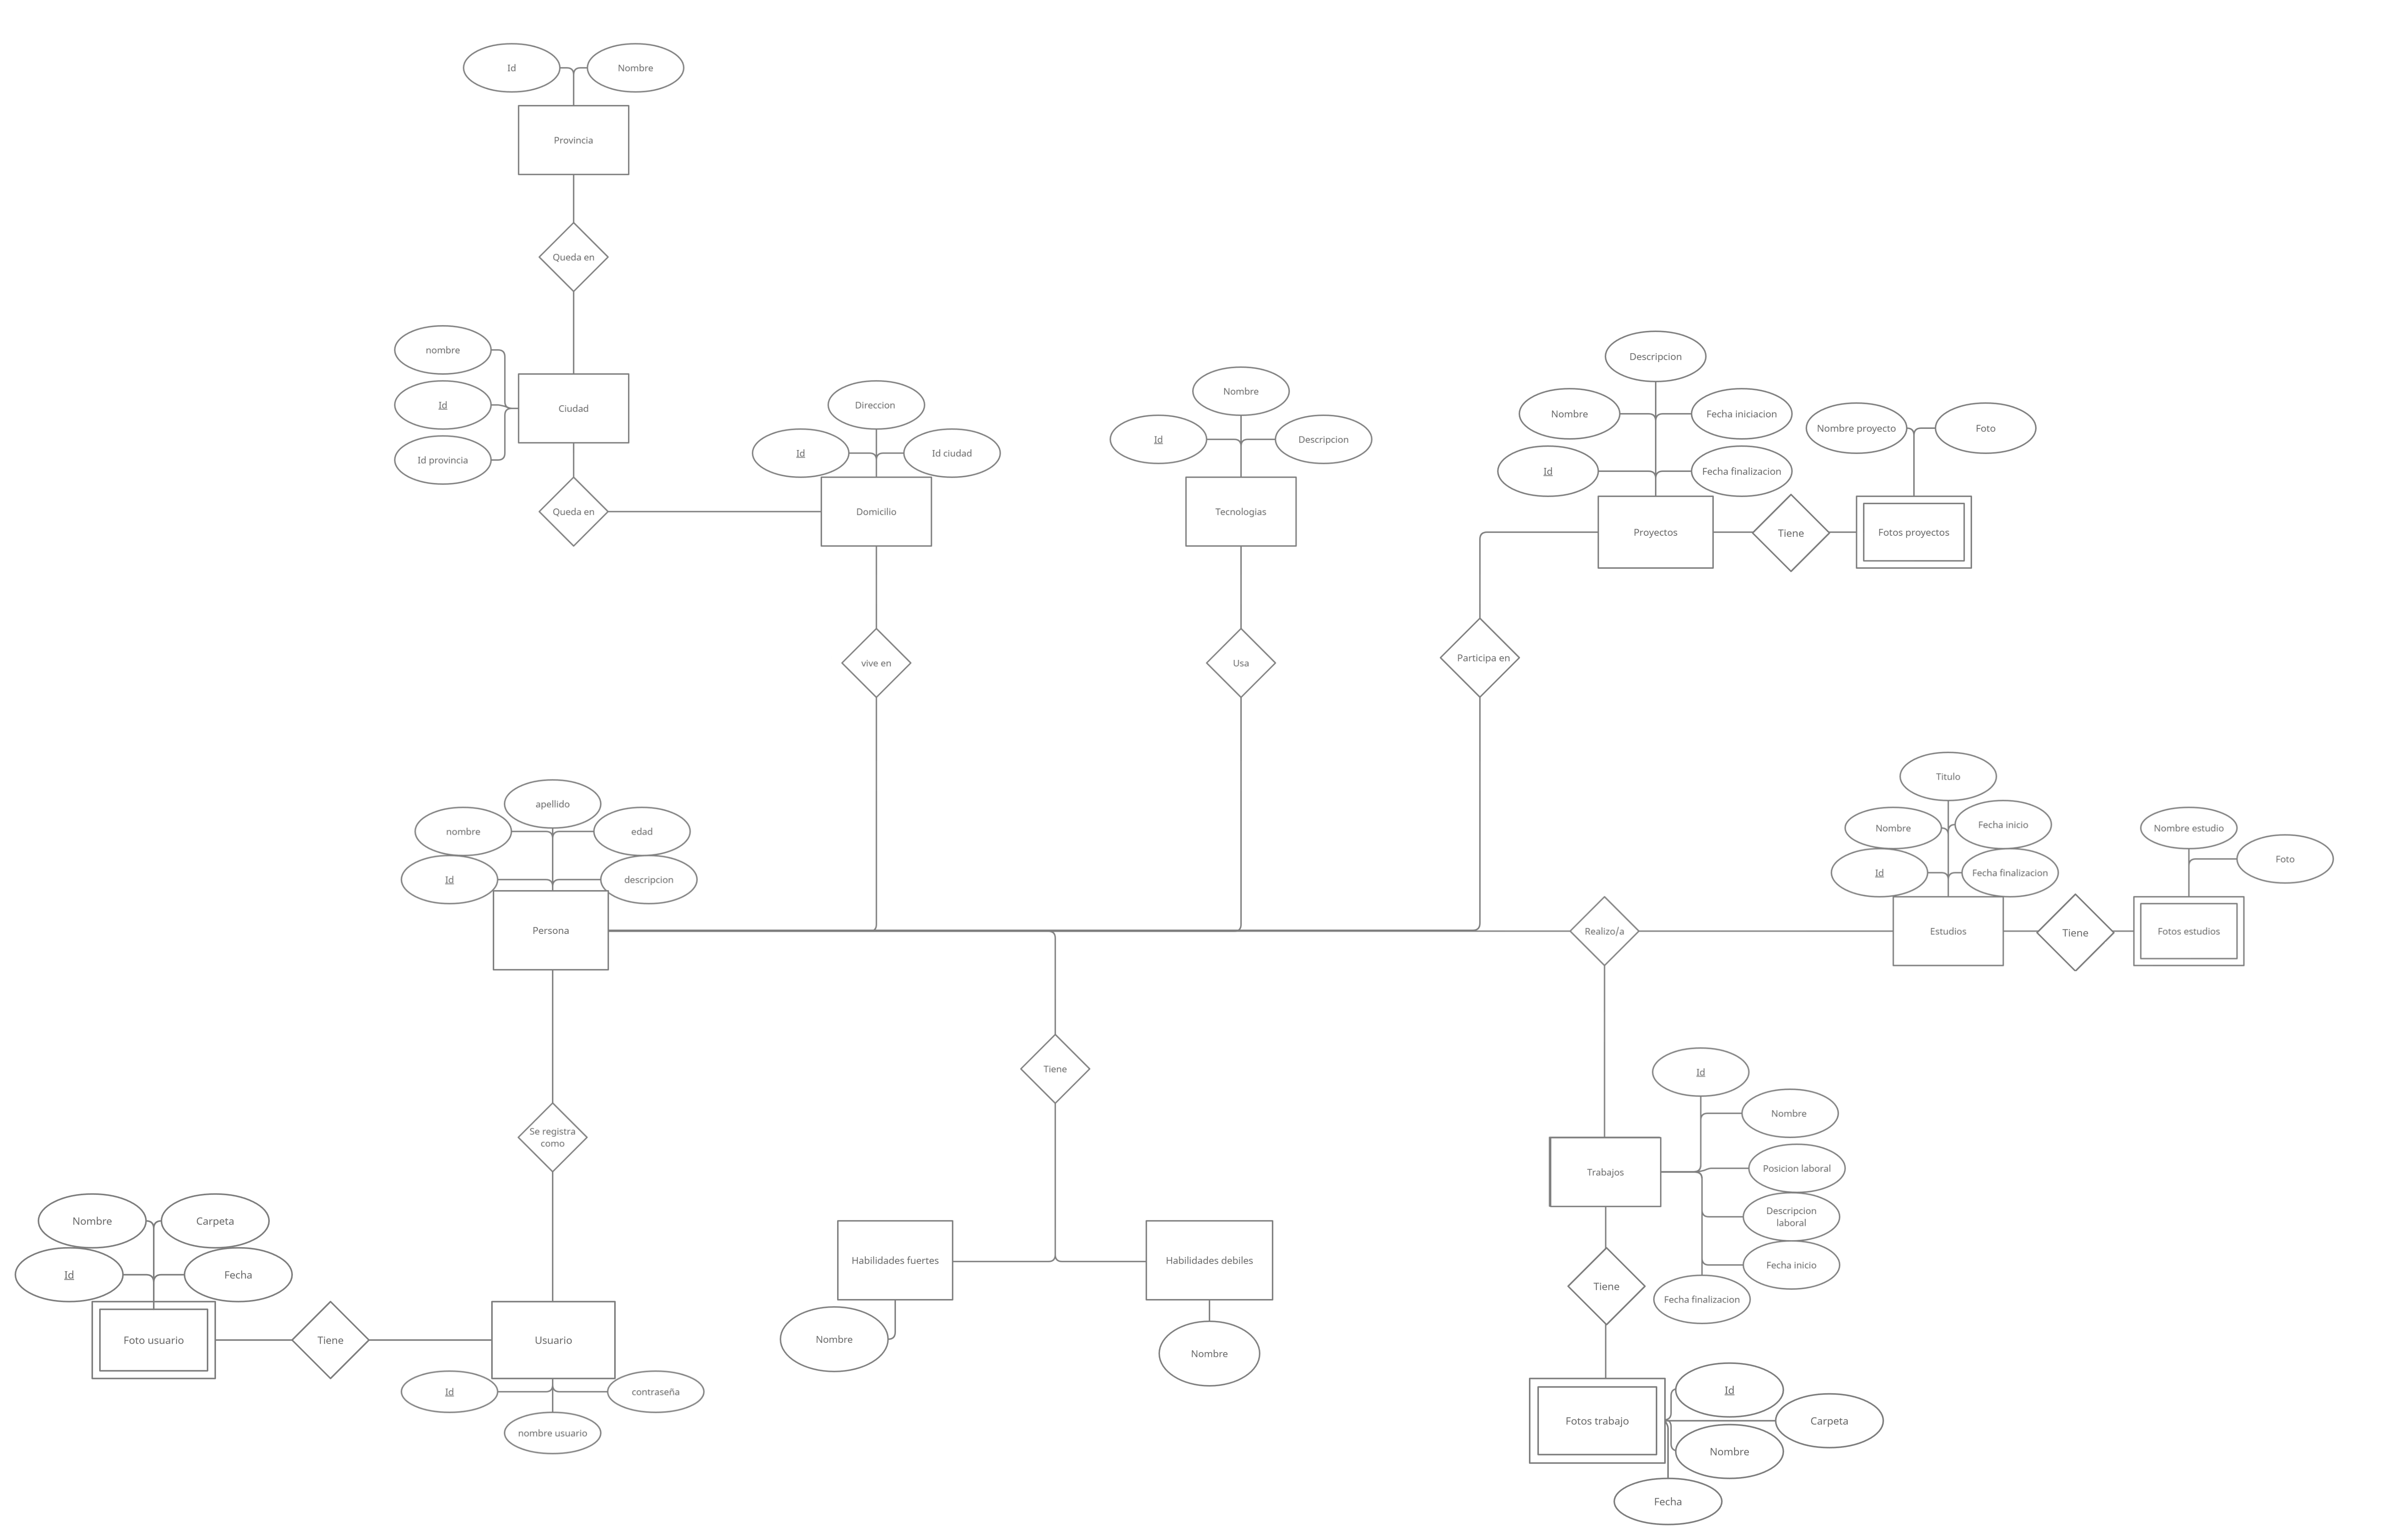 Id
Nombre
Provincia
Queda en
nombre
Id
Id provincia
Ciudad
Queda en
Direccion
Id
Id ciudad
Domicilio
Nombre
Id
Descripcion
Tecnologias
Descripcion
Nombre
Fecha iniciacion
Id
Fecha finalizacion
Proyectos
Tiene
Nombre proyecto
Foto
Fotos proyectos
vive en
Usa
Participa en
apellido
nombre
edad
Id
descripcion
Persona
Realizo/a
Titulo
Nombre
Fecha inicio
Id
Fecha finalizacion
Estudios
Tiene
Nombre estudio
Foto
Fotos estudios
Tiene
Se registra
como
Id
Nombre
Posicion laboral
Descripcion
laboral
Fecha inicio
Fecha finalizacion
Trabajos
Tiene
Nombre
Carpeta
Id
Fecha
Foto usuario
Tiene
Usuario
Id
contraseña
nombre usuario
Habilidades fuertes
Nombre
Habilidades debiles
Nombre
Fotos trabajo
Id
Carpeta
Nombre
Fecha